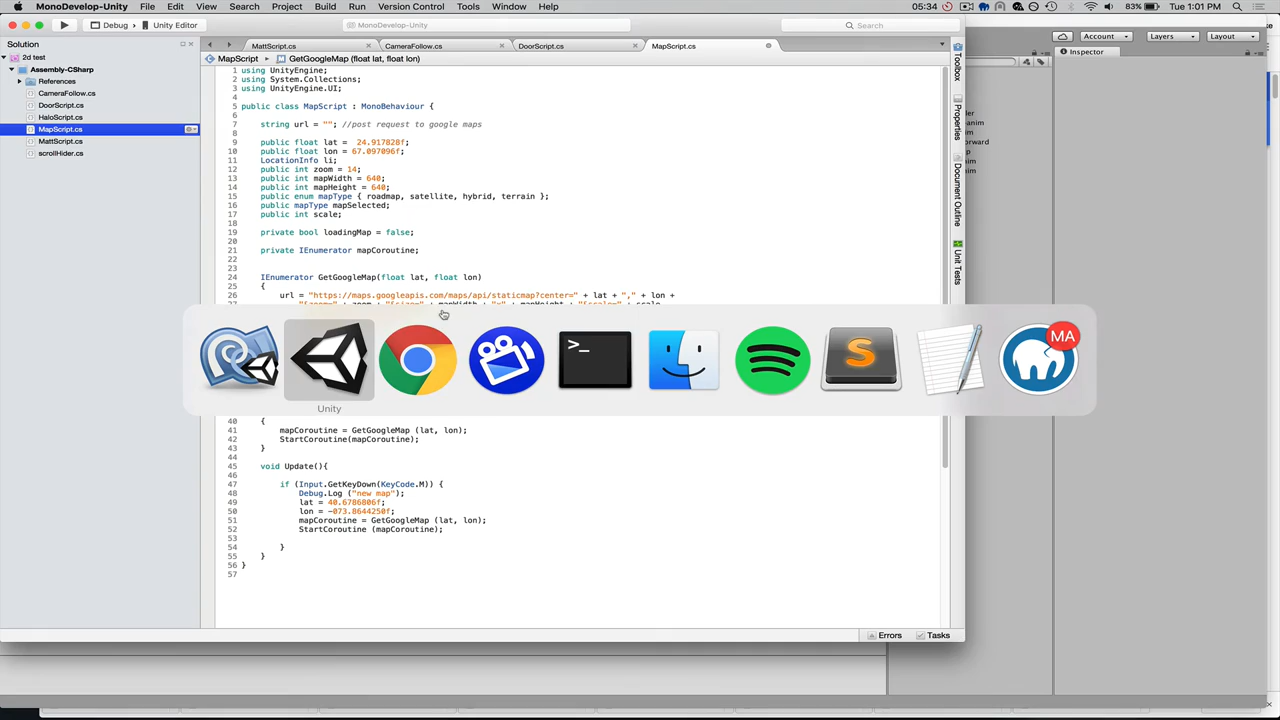 MonoDevelop-Unity File Edit View Search Project Build Run Version Control Tools Window Help 05:34 83% Tue 1:01 PM
Debug Unity Editor MonoDevelop-Unity Search
Account Layers Layout
Solution
2d test
Assembly-CSharp
References
CameraFollow.cs
DoorScript.cs
HaloScript.cs
MapScript.cs
MattScript.cs
scrollHider.cs
MattScript.cs CameraFollow.cs DoorScript.cs MapScript.cs
MapScript GetGoogleMap (float lat, float lon)
1 using UnityEngine;
2 using System.Collections;
3 using UnityEngine.UI;
4
5 public class MapScript : MonoBehaviour {
6
7 string url = ""; //post request to google maps
8
9 public float lat = 24.917828f;
10 public float lon = 67.097096f;
11 LocationInfo li;
12 public int zoom = 14;
13 public int mapWidth = 640;
14 public int mapHeight = 640;
15 public enum mapType { roadmap, satellite, hybrid, terrain };
16 public mapType mapSelected;
17 public int scale;
18
19 private bool loadingMap = false;
20
21 private IEnumerator mapCoroutine;
22
23
24 IEnumerator GetGoogleMap(float lat, float lon)
25 {
26 url = "https://maps.googleapis.com/maps/api/staticmap?center=" + lat + "," + lon +
Unity
MA
40 {
41 mapCoroutine = GetGoogleMap (lat, lon);
42 StartCoroutine(mapCoroutine);
43 }
44
45 void Update(){
46
47 if (Input.GetKeyDown(KeyCode.M)) {
48 Debug.Log ("new map");
49 lat = 40.6786806f;
50 lon = -073.8644250f;
51 mapCoroutine = GetGoogleMap (lat, lon);
52 StartCoroutine (mapCoroutine);
53
54 }
55 }
56 }
57
Toolbox
Properties
Document Outline
Unit Tests
Errors Tasks
Inspector